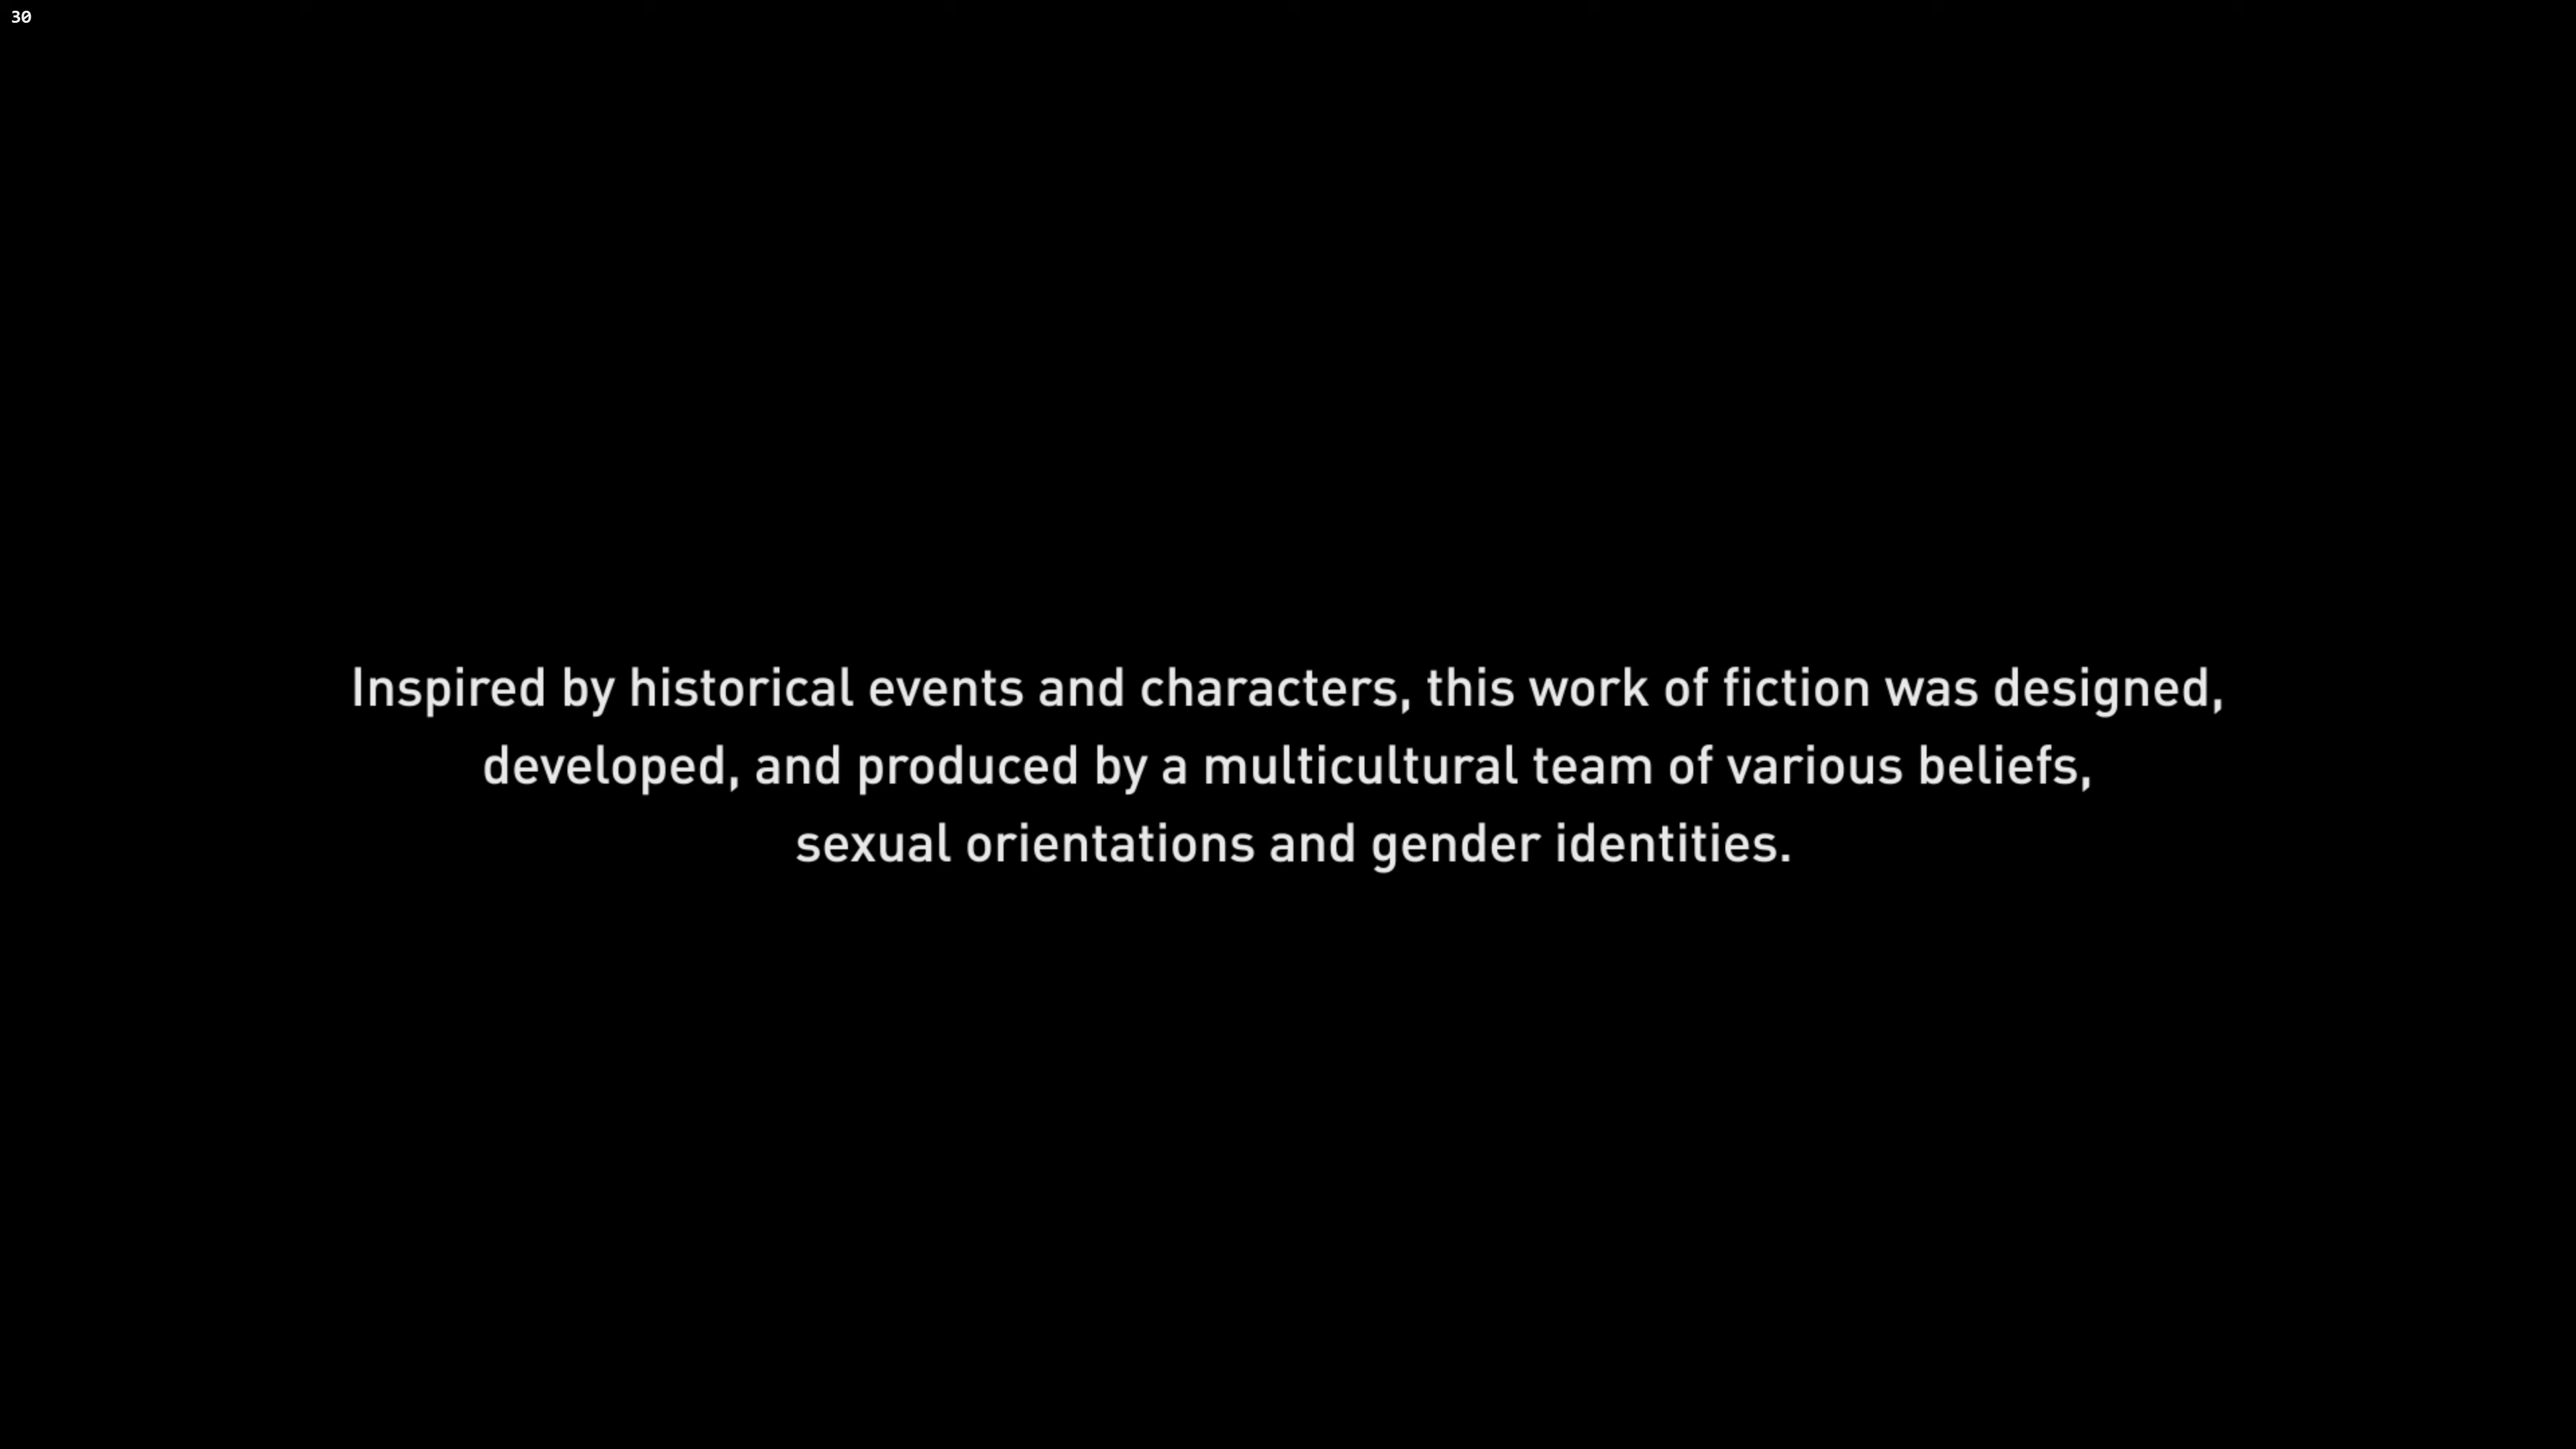 30
Inspired by historical events and characters, this work of fiction was designed,
developed, and produced by a multicultural team of various beliefs,
sexual orientations and gender identities.